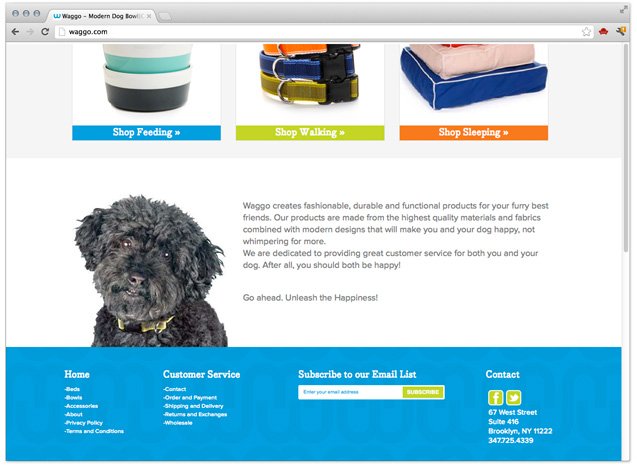 Waggo – Modern Dog Bowl
waggo.com
Shop Feeding »
Shop Walking »
Shop Sleeping »
Waggo creates fashionable, durable and functional products for your furry best
friends. Our products are made from the highest quality materials and fabrics
combined with modern designs that will make you and your dog happy, not
whimpering for more.
We are dedicated to providing great customer service for both you and your
dog. After all, you should both be happy!
Go ahead. Unleash the Happiness!
Home
-Beds
-Bowls
-Accessories
-About
-Privacy Policy
-Terms and Conditions
Customer Service
-Contact
-Order and Payment
-Shipping and Delivery
-Returns and Exchanges
-Wholesale
Subscribe to our Email List
Enter your email address
SUBSCRIBE
Contact
67 West Street
Suite 416
Brooklyn, NY 11222
347.725.4339